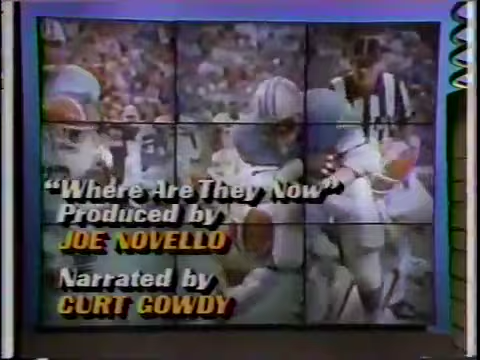 "Where Are They Now"
Produced by
JOE NOVELLO
Narrated by
CURT GOWDY